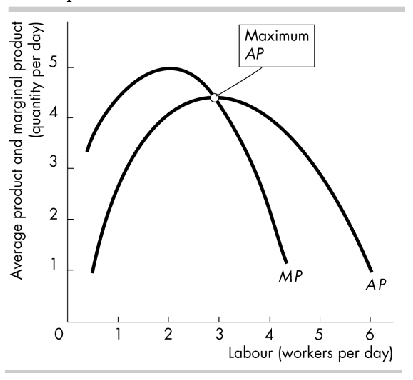 Average product and marginal product
(quantity per day)
Maximum
AP
5
4
3
2
1
MP
AP
0 1 2 3 4 5 6
Labour (workers per day)